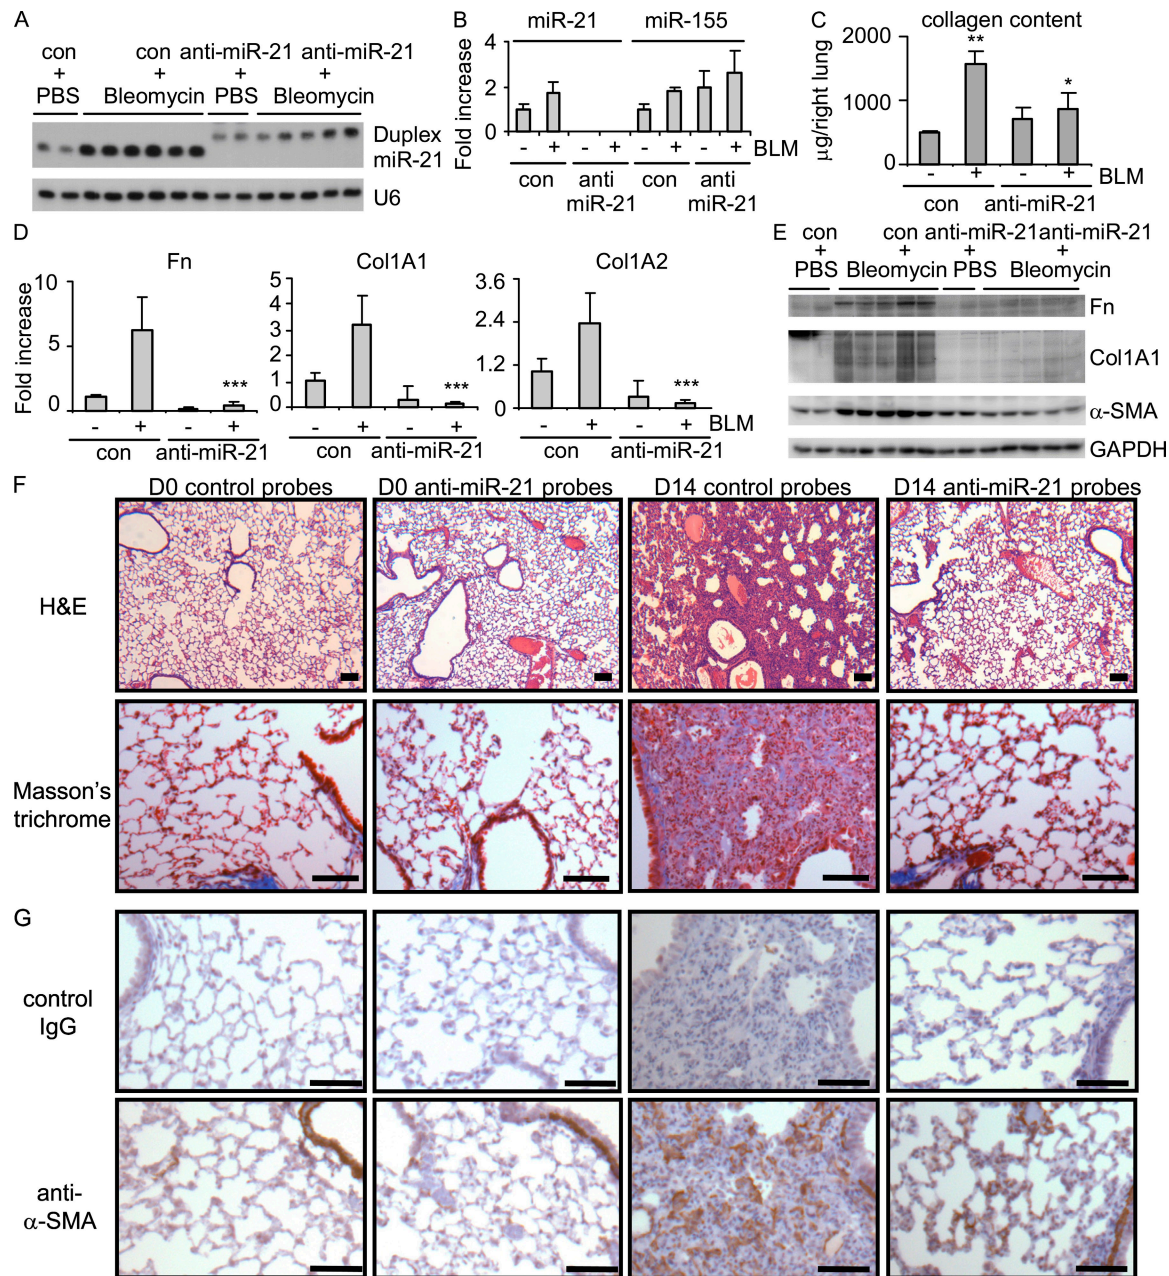 A
con
+
PBS
con
+
Bleomycin
anti-miR-21
+
PBS
anti-miR-21
+
Bleomycin
Duplex
miR-21
U6
B
miR-21 miR-155
Fold increase
4
2
0
- + - + - + - + BLM
con anti miR-21 con anti miR-21
C
collagen content
μg/right lung
2000
1000
0
**
*
- + - + BLM
con anti-miR-21
D
Fn
Fold increase
10
5
0
***
- + - +
con anti-miR-21
Col1A1
5
4
3
2
1
0
***
- + - +
con anti-miR-21
Col1A2
3.6
2.4
1.2
0
***
- + - + BLM
con anti-miR-21
E
con
+
PBS
con
+
Bleomycin
anti-miR-21
+
PBS
anti-miR-21
+
Bleomycin
Fn
Col1A1
α-SMA
GAPDH
F
D0 control probes D0 anti-miR-21 probes D14 control probes D14 anti-miR-21 probes
H&E
Masson's
trichrome
G
control
IgG
anti-
α-SMA